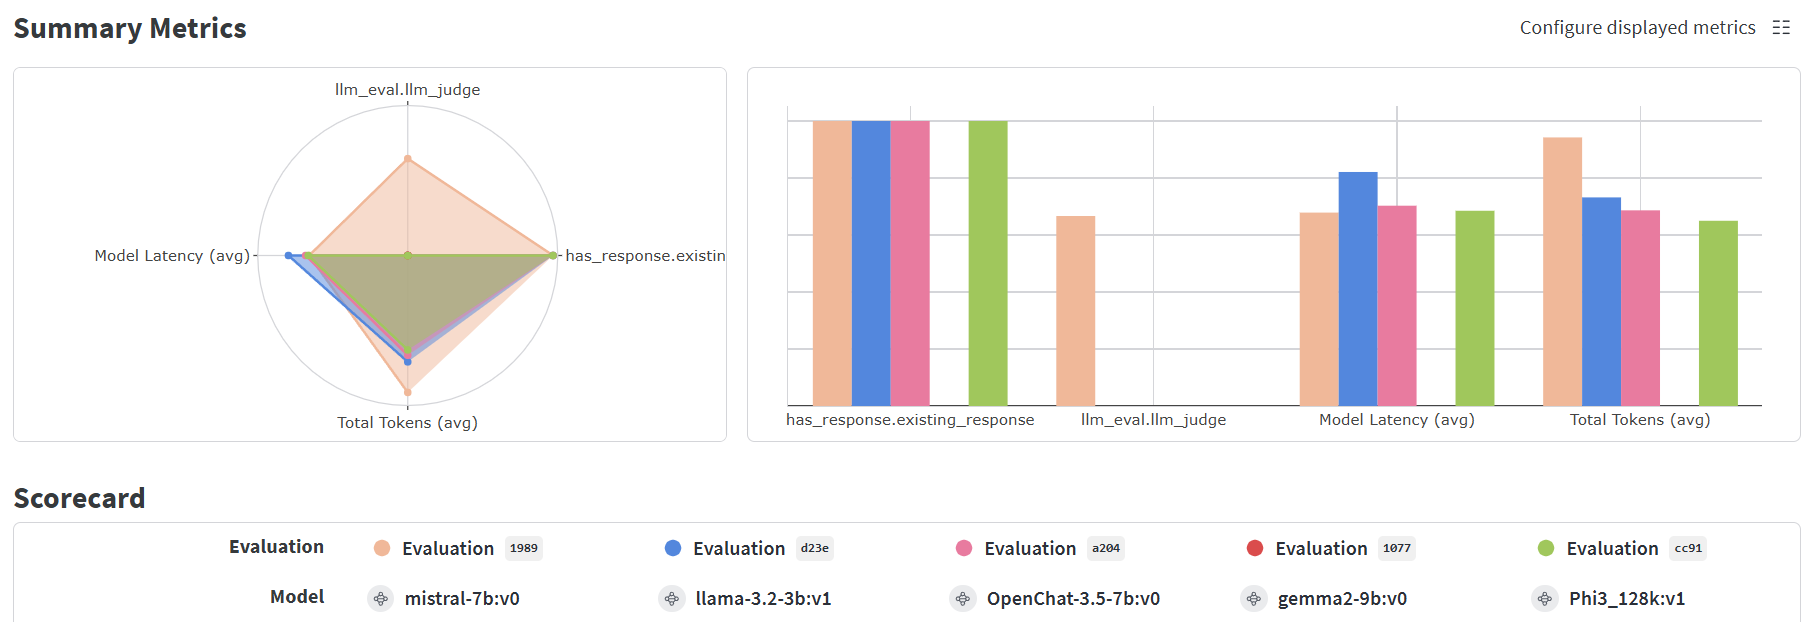 Summary Metrics
Configure displayed metrics
llm_eval.llm_judge
Model Latency (avg)
has_response.existin
Total Tokens (avg)
has_response.existing_response
llm_eval.llm_judge
Model Latency (avg)
Total Tokens (avg)
Scorecard
Evaluation Evaluation 1989 Evaluation d23e Evaluation a204 Evaluation 1077 Evaluation cc91
Model mistral-7b:v0 llama-3.2-3b:v1 OpenChat-3.5-7b:v0 gemma2-9b:v0 Phi3_128k:v1